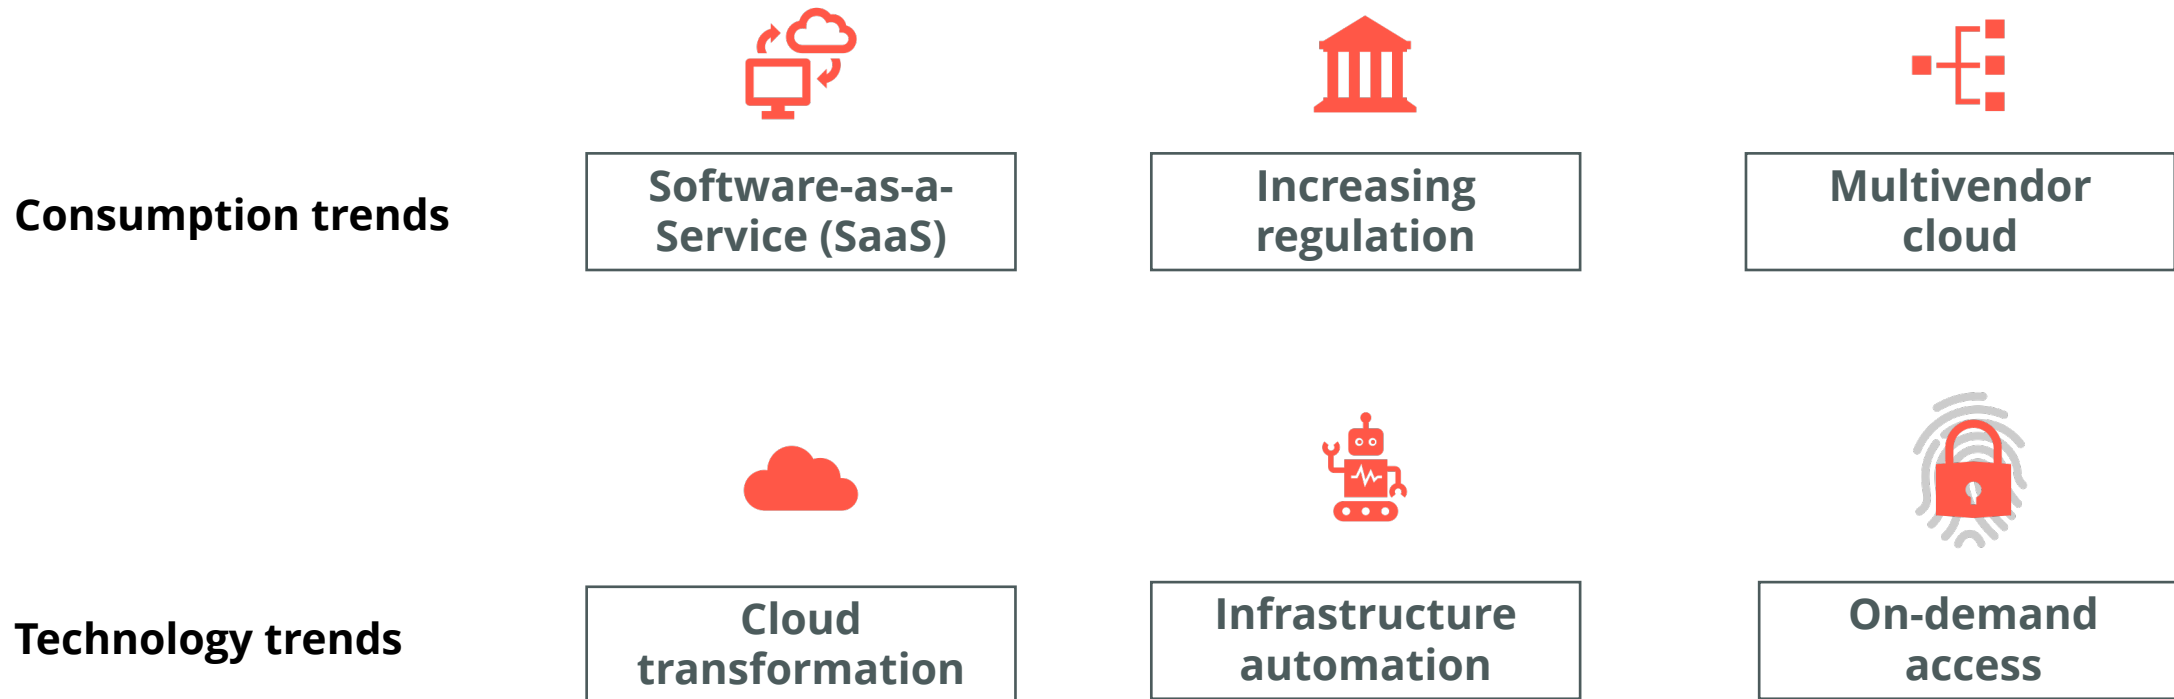 Consumption trends
Software-as-a-
Service (SaaS)
Increasing
regulation
Multivendor
cloud
Technology trends
Cloud
transformation
Infrastructure
automation
On-demand
access